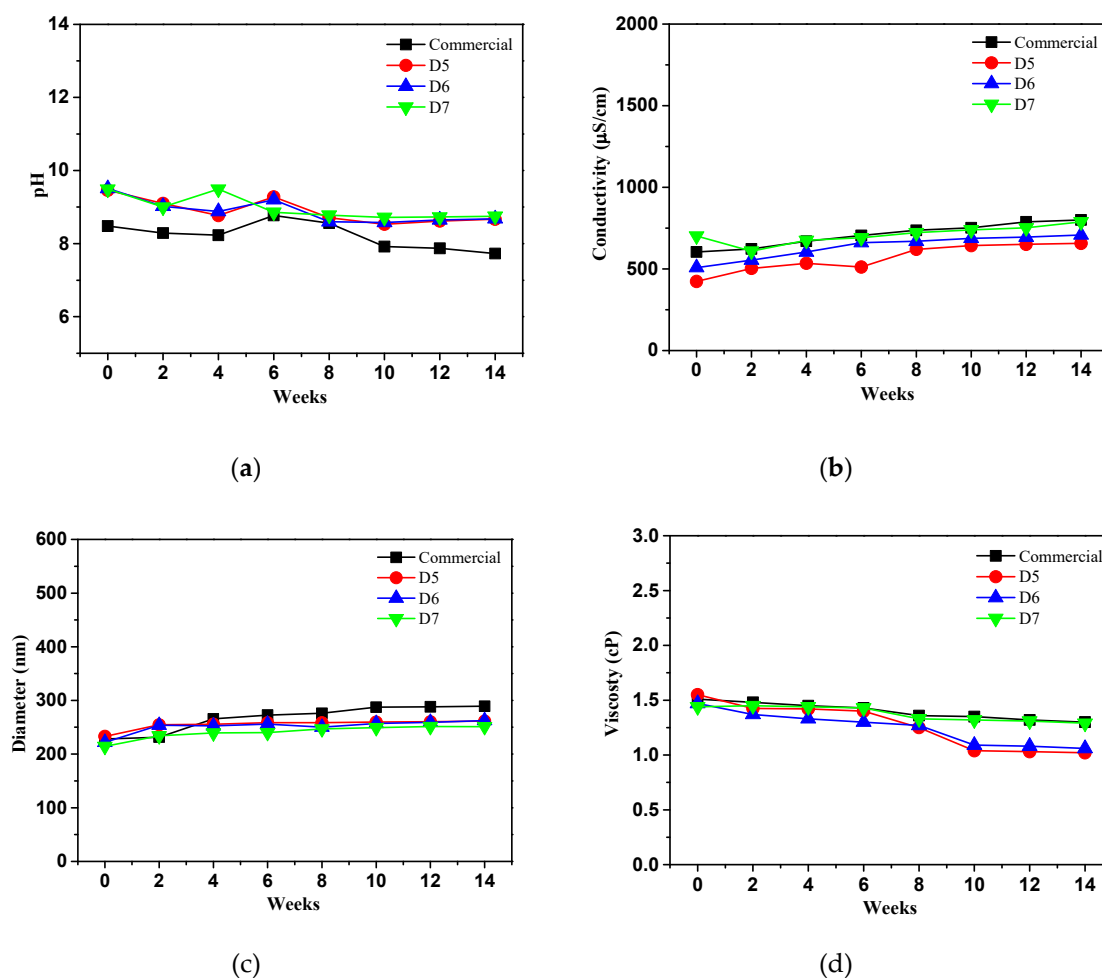 14
12
10
8
6
pH
0 2 4 6 8 10 12 14
Weeks
Commercial
D5
D6
D7
(a)
2000
1500
1000
500
0
Conductivity (µS/cm)
0 2 4 6 8 10 12 14
Weeks
Commercial
D5
D6
D7
(b)
600
500
400
300
200
100
0
Diameter (nm)
0 2 4 6 8 10 12 14
Weeks
Commercial
D5
D6
D7
(c)
3.0
2.5
2.0
1.5
1.0
0.5
0.0
Viscosty (cP)
0 2 4 6 8 10 12 14
Weeks
Commercial
D5
D6
D7
(d)